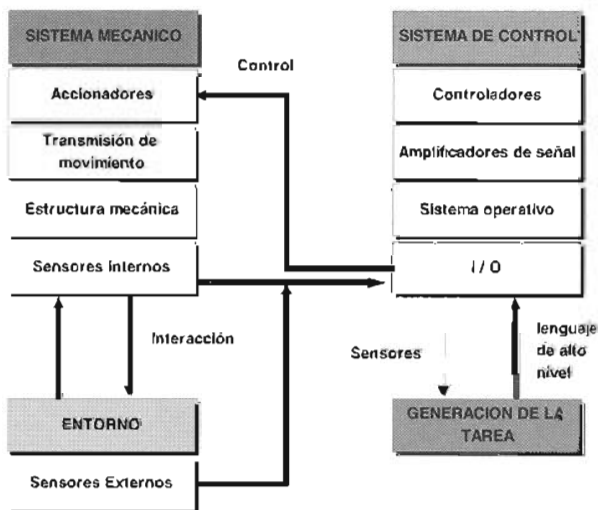 SISTEMA MECANICO
Accionadores
Transmisión de
movimiento
Estructura mecánica
Sensores internos
Control
SISTEMA DE CONTROL
Controladores
Amplificadores de señal
Sistema operativo
I / O
Interacción
Sensores
lenguaje
de alto
nivel
ENTORNO
Sensores Externos
GENERACION DE LA
TAREA